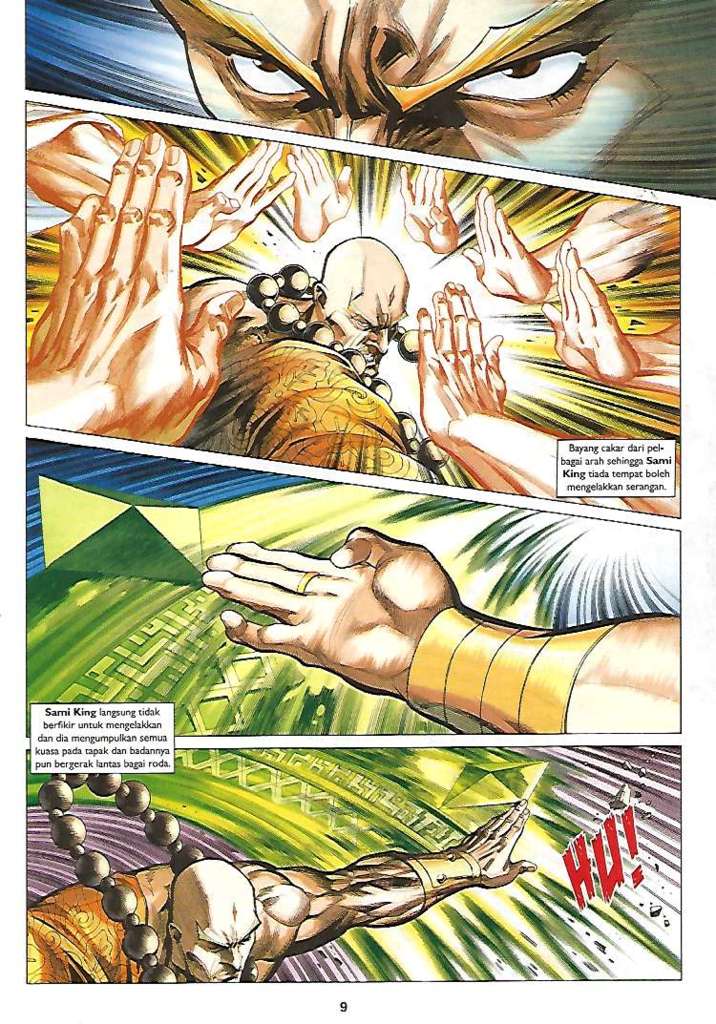 Bayang cakar dari pel-
bagai arah sehingga Sami
King tiada tempat boleh
mengelakkan serangan.
Sami King langsung tidak
berfikir untuk mengelakkan
dan dia mengumpulkan semua
kuasa pada tapak dan badannya
pun bergerak lantas bagai roda.
HU!
9